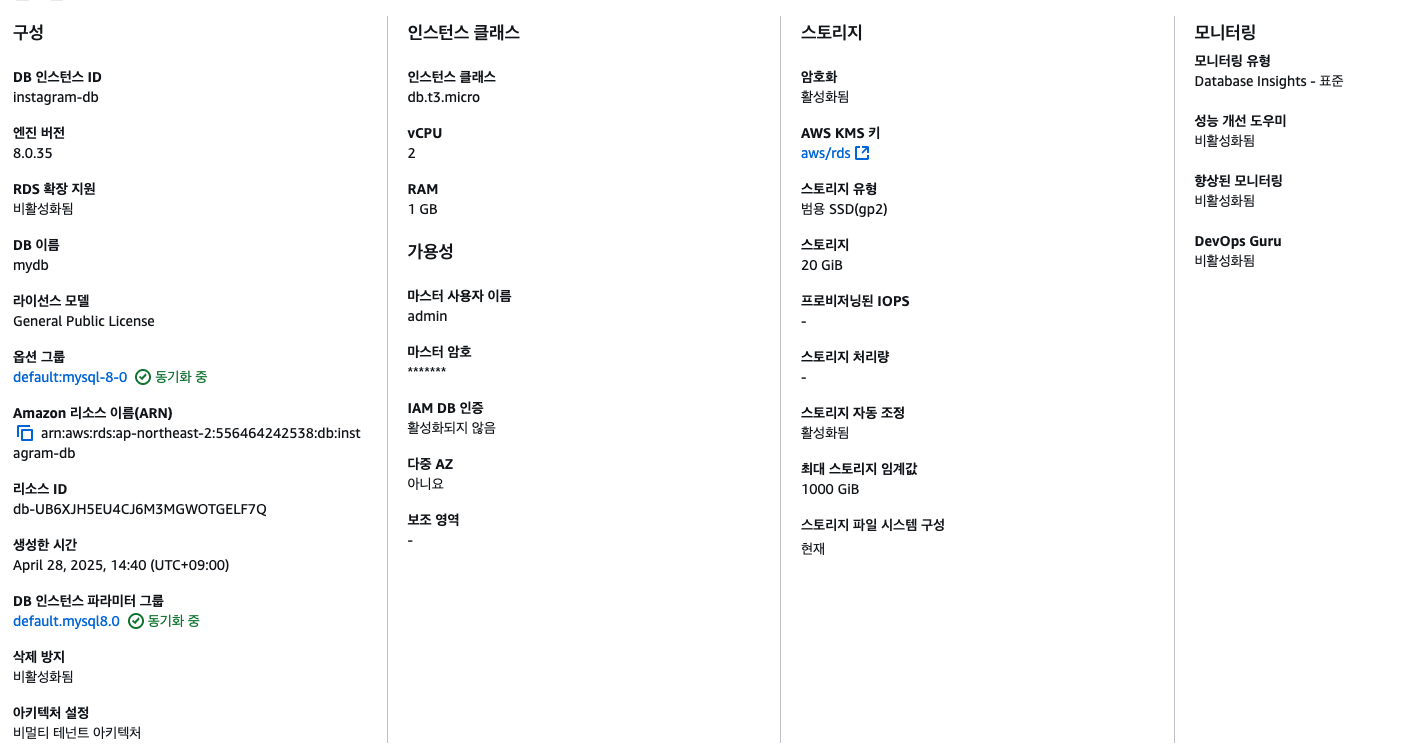 구성
DB 인스턴스 ID
instagram-db
엔진 버전
8.0.35
RDS 확장 지원
비활성화됨
DB 이름
mydb
라이선스 모델
General Public License
옵션 그룹
default:mysql-8-0 동기화 중
Amazon 리소스 이름(ARN)
arn:aws:rds:ap-northeast-2:556464242538:db:inst
agram-db
리소스 ID
db-UB6XJH5EU4CJ6M3MGWOTGELF7Q
생성한 시간
April 28, 2025, 14:40 (UTC+09:00)
DB 인스턴스 파라미터 그룹
default.mysql8.0 동기화 중
삭제 방지
비활성화됨
아키텍처 설정
비멀티 테넌트 아키텍처
인스턴스 클래스
인스턴스 클래스
db.t3.micro
vCPU
2
RAM
1 GB
가용성
마스터 사용자 이름
admin
마스터 암호
*******
IAM DB 인증
활성화되지 않음
다중 AZ
아니요
보조 영역
-
스토리지
암호화
활성화됨
AWS KMS 키
aws/rds
스토리지 유형
범용 SSD(gp2)
스토리지
20 GiB
프로비저닝된 IOPS
-
스토리지 처리량
-
스토리지 자동 조정
활성화됨
최대 스토리지 임계값
1000 GiB
스토리지 파일 시스템 구성
현재
모니터링
모니터링 유형
Database Insights - 표준
성능 개선 도우미
비활성화됨
향상된 모니터링
비활성화됨
DevOps Guru
비활성화됨